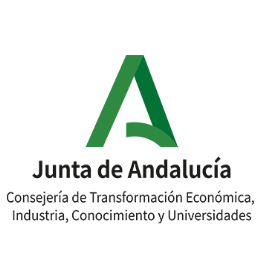 Junta de Andalucía
Consejería de Transformación Económica,
Industria, Conocimiento y Universidades